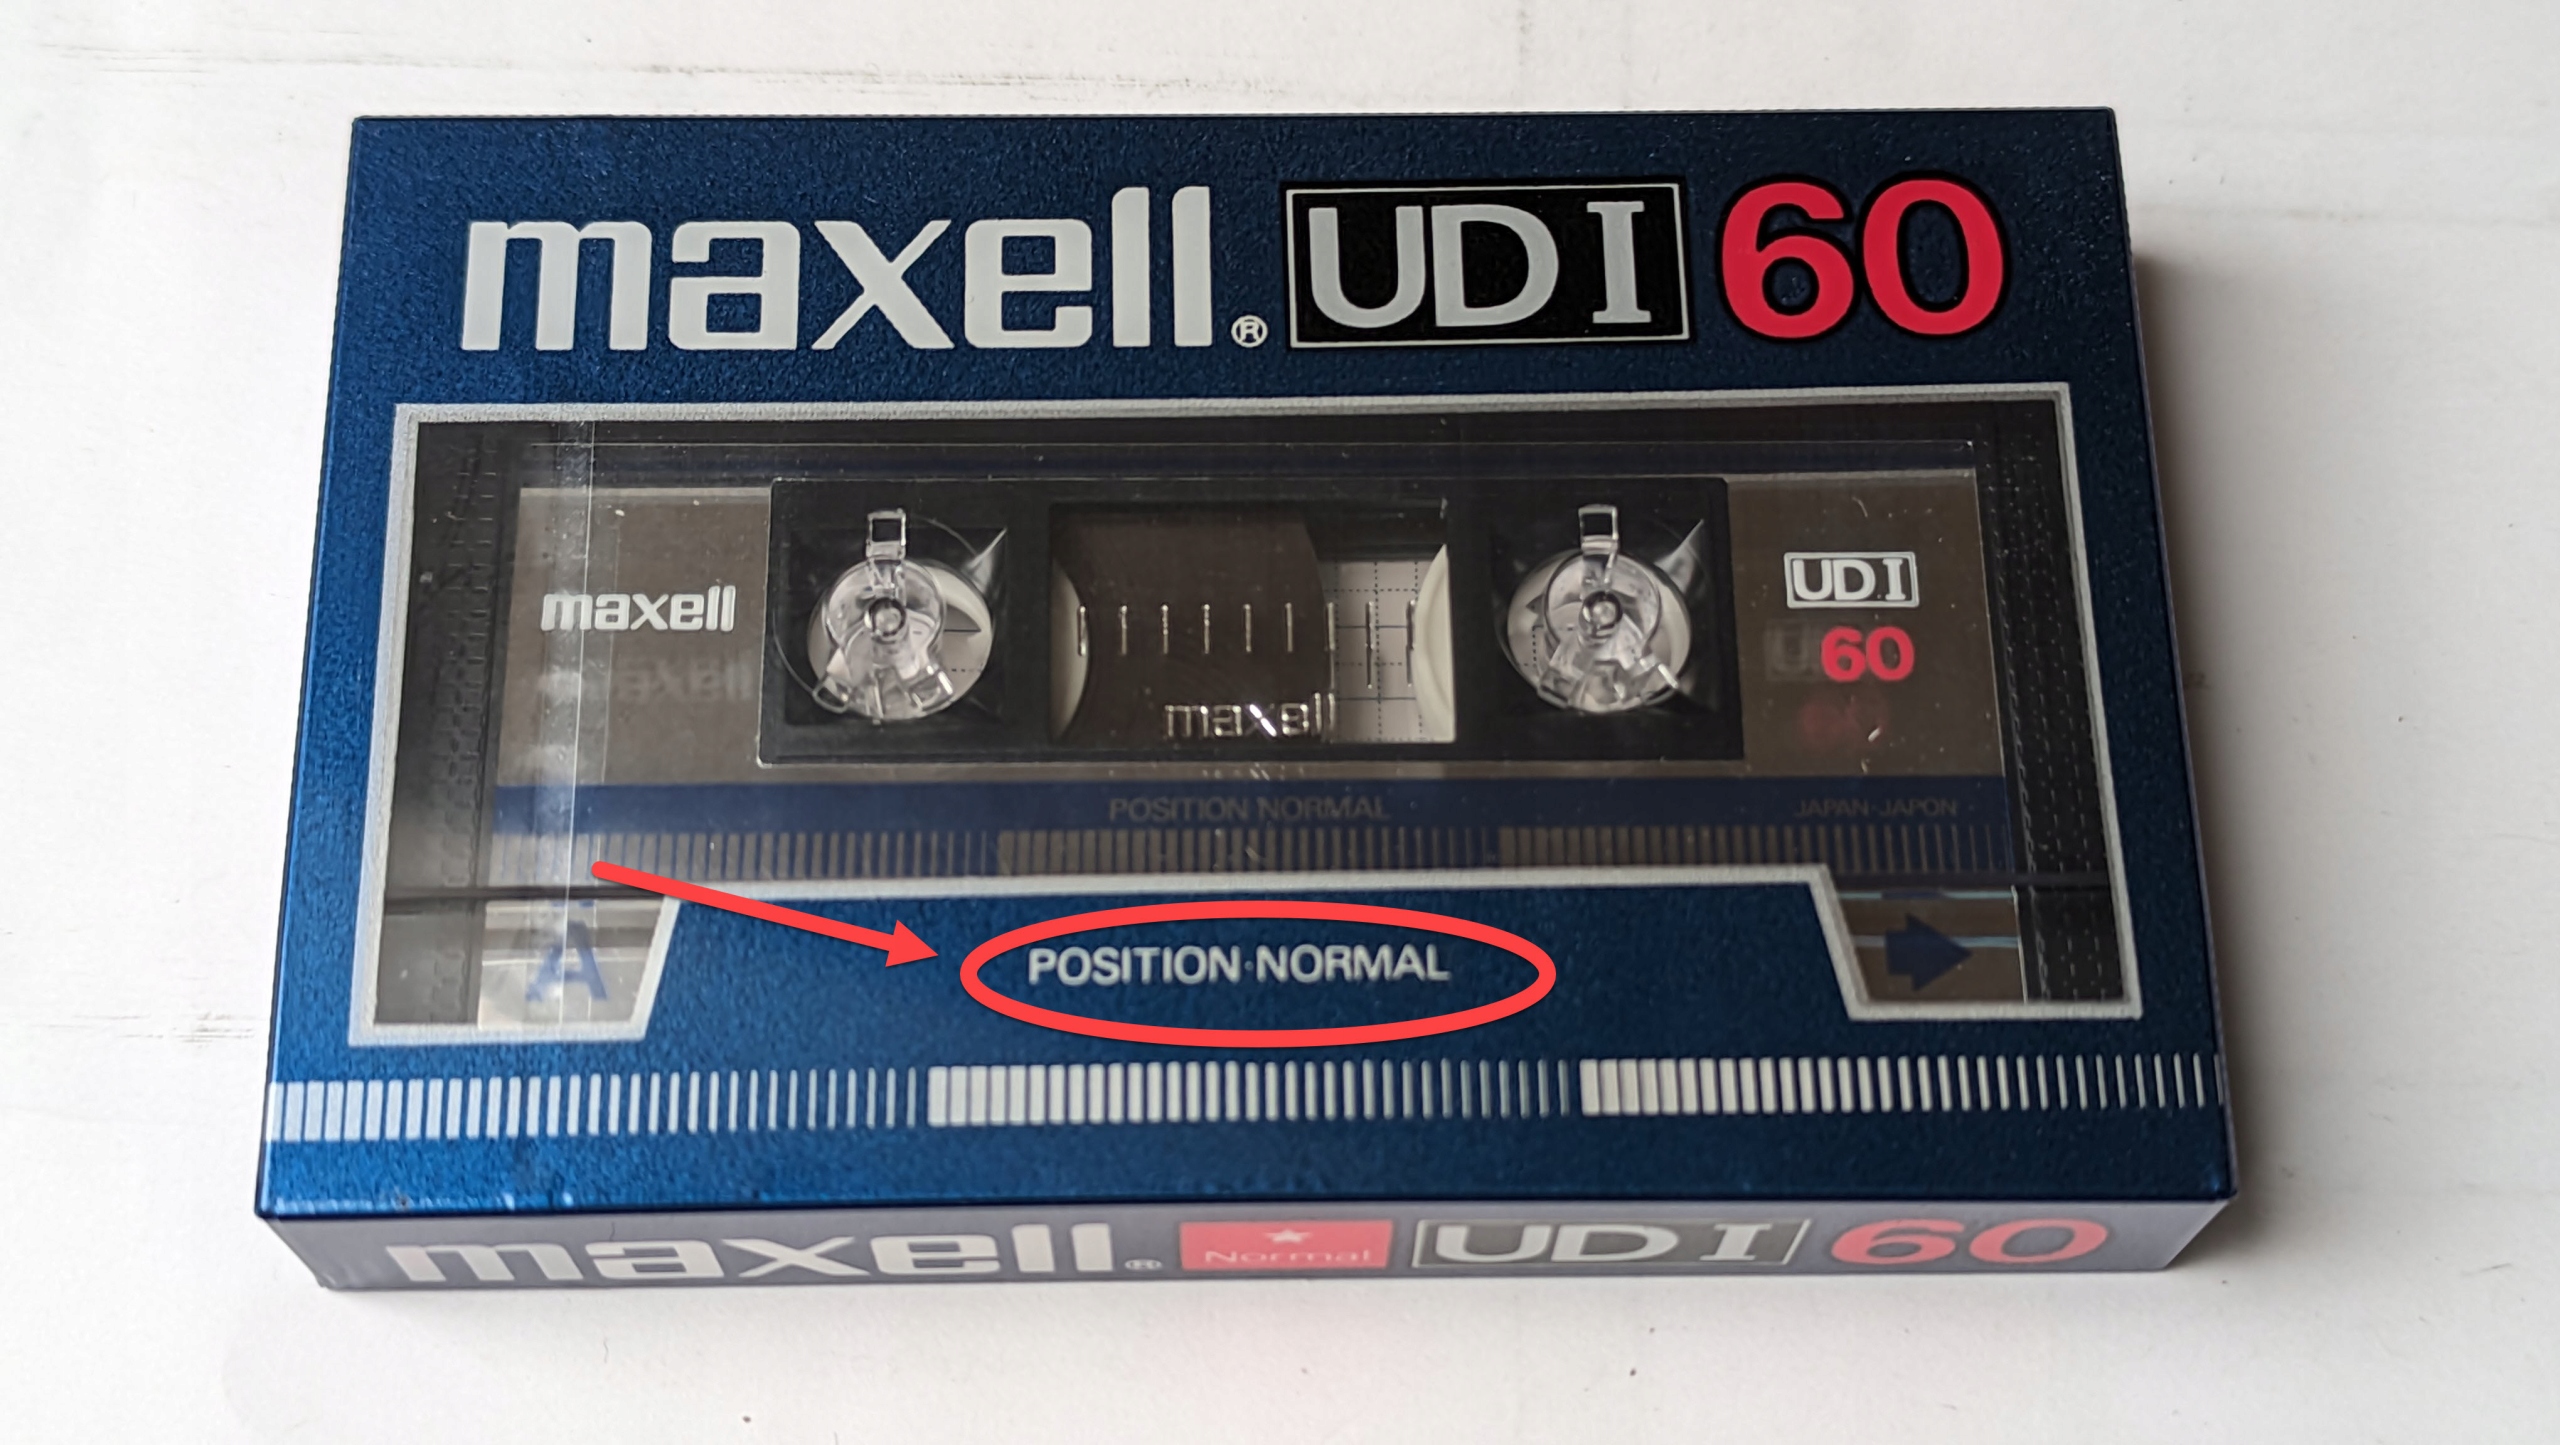 maxell® UD I 60
maxell
UD I
60
maxell
POSITION NORMAL
JAPAN·JAPON
A
POSITION·NORMAL
maxell® Normal UD I 60